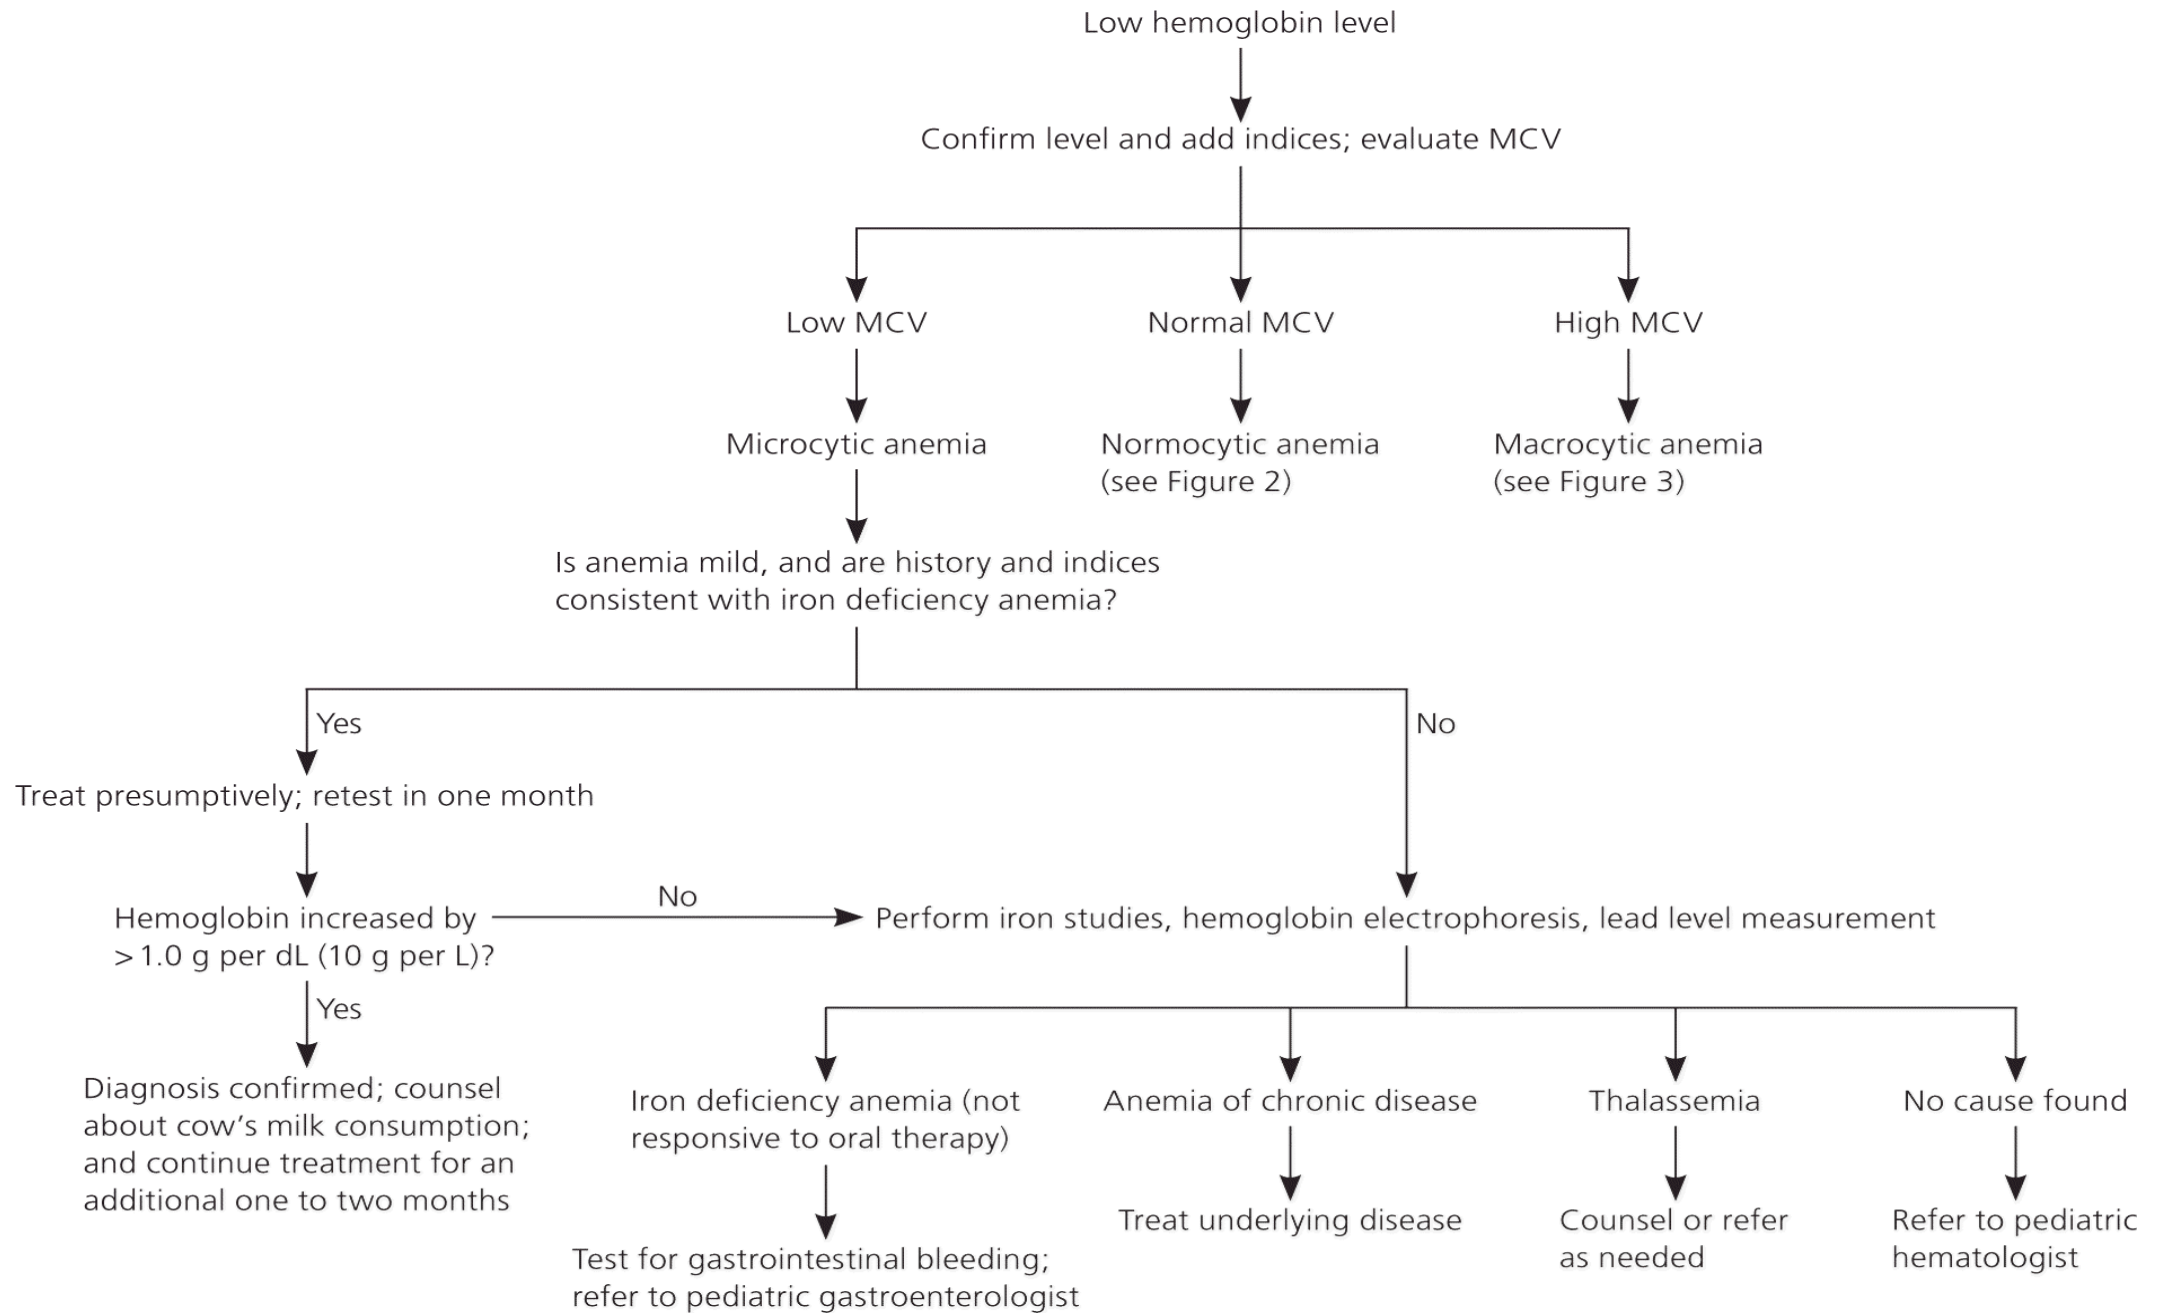 Low hemoglobin level
Confirm level and add indices; evaluate MCV
Low MCV
Normal MCV
High MCV
Microcytic anemia
Normocytic anemia
(see Figure 2)
Macrocytic anemia
(see Figure 3)
Is anemia mild, and are history and indices
consistent with iron deficiency anemia?
Yes
No
Treat presumptively; retest in one month
Hemoglobin increased by
> 1.0 g per dL (10 g per L)?
No
Perform iron studies, hemoglobin electrophoresis, lead level measurement
Yes
Diagnosis confirmed; counsel
about cow’s milk consumption;
and continue treatment for an
additional one to two months
Iron deficiency anemia (not
responsive to oral therapy)
Anemia of chronic disease
Thalassemia
No cause found
Test for gastrointestinal bleeding;
refer to pediatric gastroenterologist
Treat underlying disease
Counsel or refer
as needed
Refer to pediatric
hematologist